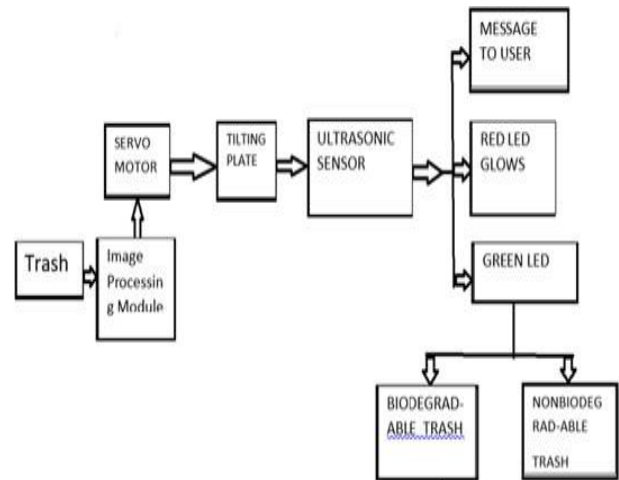 MESSAGE
TO USER
SERVO
MOTOR
TILTING
PLATE
ULTRASONIC
SENSOR
RED LED
GLOWS
Trash
Image
Processin
g Module
GREEN LED
BIODEGRAD-
ABLE TRASH
NONBIODEG
RAD-ABLE
TRASH